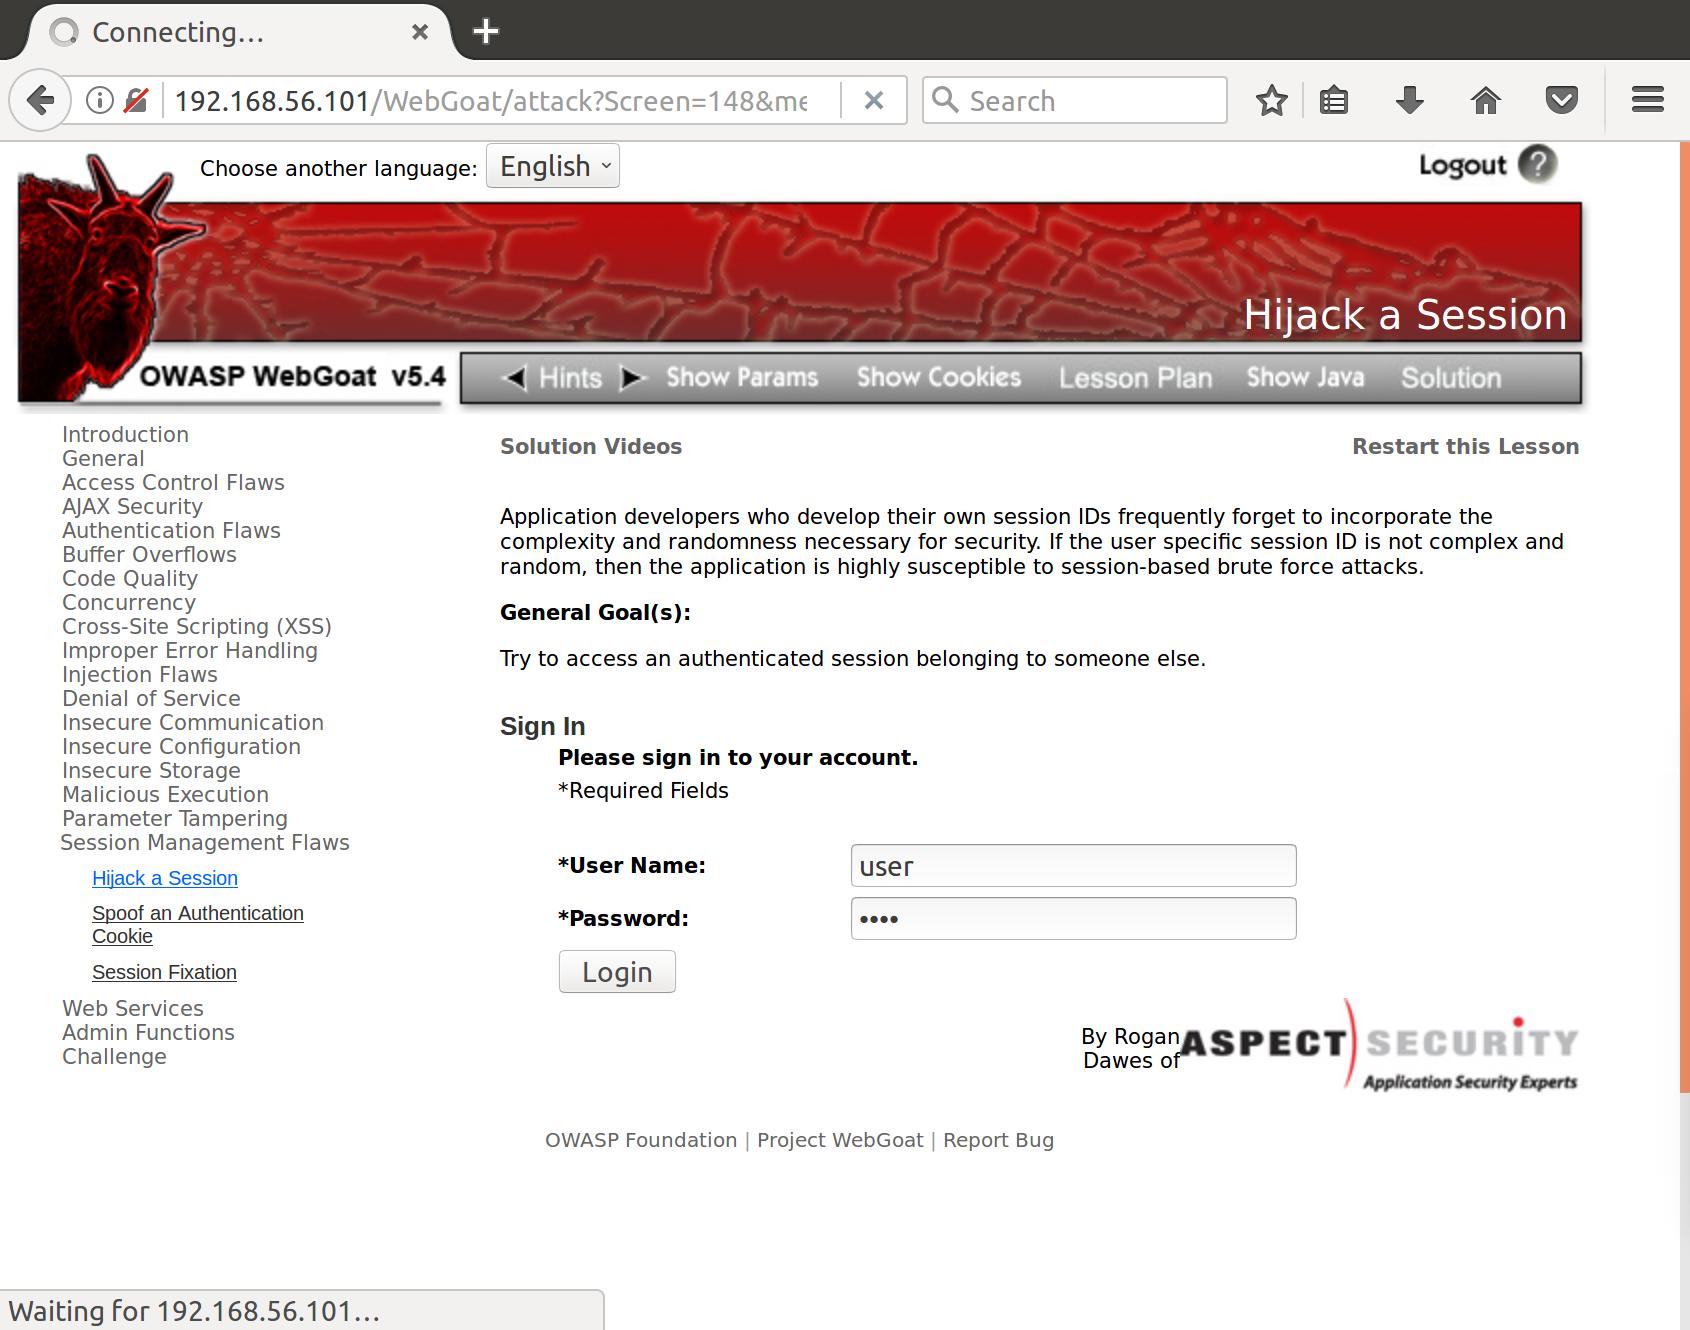 Connecting…
192.168.56.101/WebGoat/attack?Screen=148&me
Search
Choose another language: English
Logout ?
Hijack a Session
OWASP WebGoat v5.4
Hints Show Params Show Cookies Lesson Plan Show Java Solution
Introduction
General
Access Control Flaws
AJAX Security
Authentication Flaws
Buffer Overflows
Code Quality
Concurrency
Cross-Site Scripting (XSS)
Improper Error Handling
Injection Flaws
Denial of Service
Insecure Communication
Insecure Configuration
Insecure Storage
Malicious Execution
Parameter Tampering
Session Management Flaws
Hijack a Session
Spoof an Authentication
Cookie
Session Fixation
Web Services
Admin Functions
Challenge
Solution Videos
Restart this Lesson
Application developers who develop their own session IDs frequently forget to incorporate the
complexity and randomness necessary for security. If the user specific session ID is not complex and
random, then the application is highly susceptible to session-based brute force attacks.
General Goal(s):
Try to access an authenticated session belonging to someone else.
Sign In
Please sign in to your account.
*Required Fields
*User Name: user
*Password: ••••
Login
By Rogan
Dawes of
ASPECT SECURITY
Application Security Experts
OWASP Foundation | Project WebGoat | Report Bug
Waiting for 192.168.56.101…